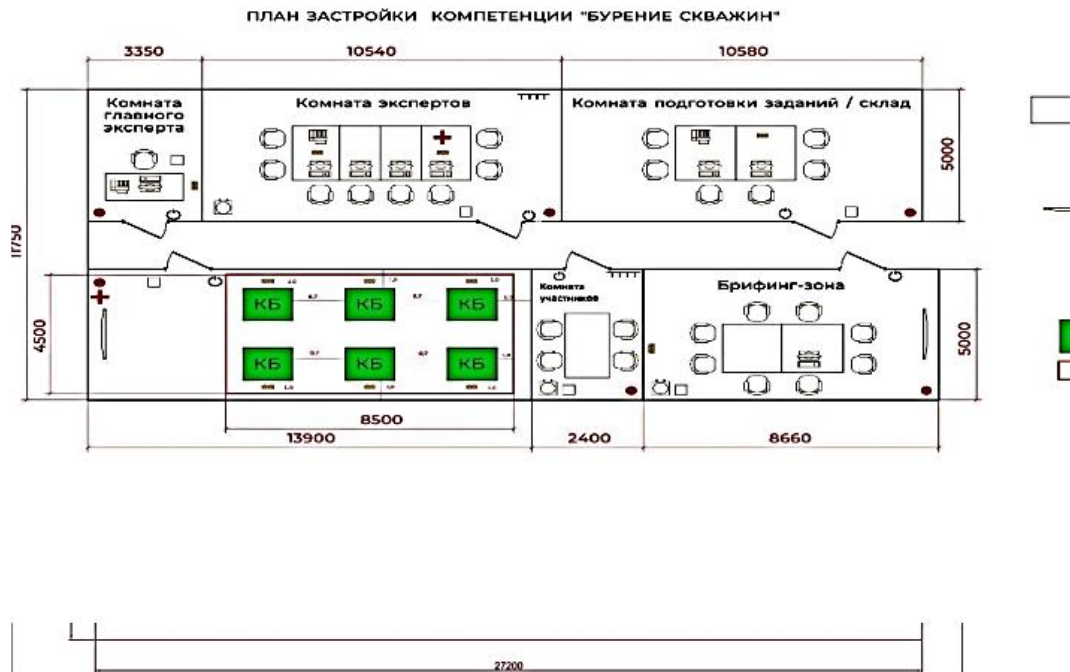 ПЛАН ЗАСТРОЙКИ КОМПЕТЕНЦИИ "БУРЕНИЕ СКВАЖИН"
3350
10540
10580
Комната
главного
эксперта
Комната экспертов
Комната подготовки заданий / склад
5000
11750
КБ
КБ
КБ
КБ
КБ
КБ
Комната
участников
Брифинг-зона
4500
5000
8500
13900
2400
8660
27200